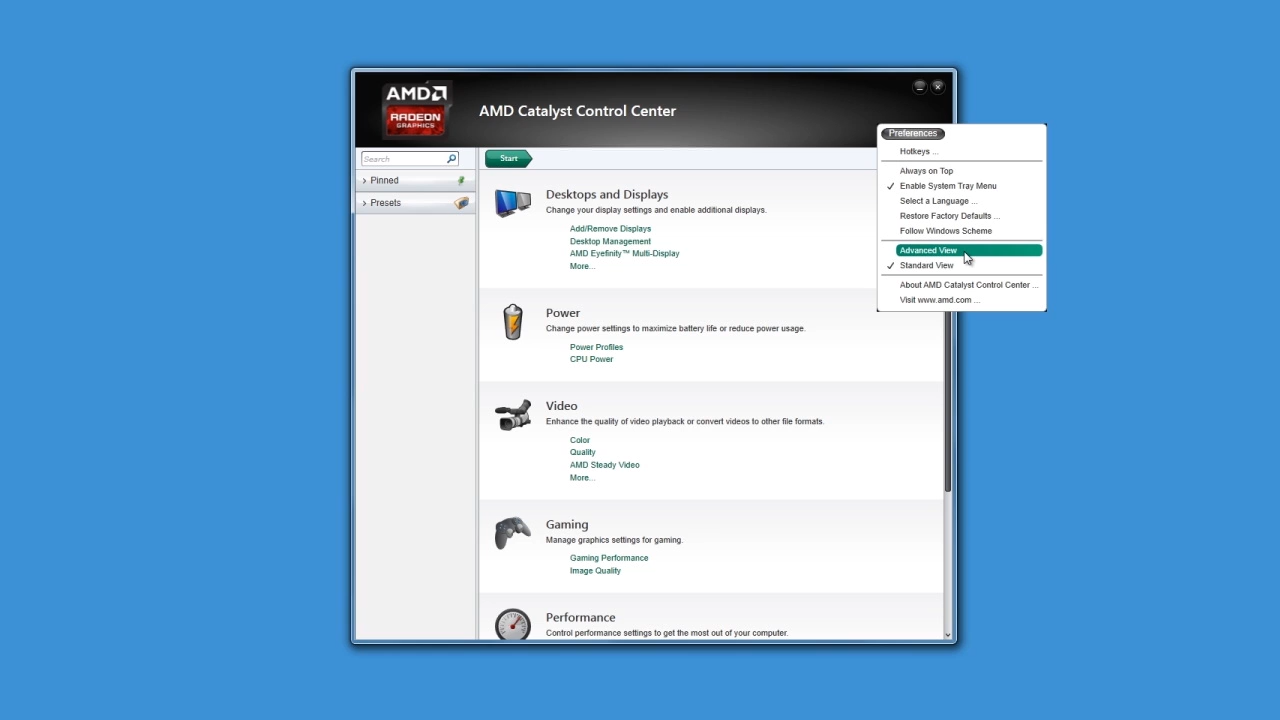 AMD
RADEON
GRAPHICS
AMD Catalyst Control Center
Search
Pinned
Presets
Start
Desktops and Displays
Change your display settings and enable additional displays.
Add/Remove Displays
Desktop Management
AMD Eyefinity™ Multi-Display
More...
Power
Change power settings to maximize battery life or reduce power usage.
Power Profiles
CPU Power
Video
Enhance the quality of video playback or convert videos to other file formats.
Color
Quality
AMD Steady Video
More...
Gaming
Manage graphics settings for gaming.
Gaming Performance
Image Quality
Performance
Control performance settings to get the most out of your computer.
Preferences
Hotkeys ...
Always on Top
Enable System Tray Menu
Select a Language ...
Restore Factory Defaults ...
Follow Windows Scheme
Advanced View
Standard View
About AMD Catalyst Control Center ...
Visit www.amd.com ...